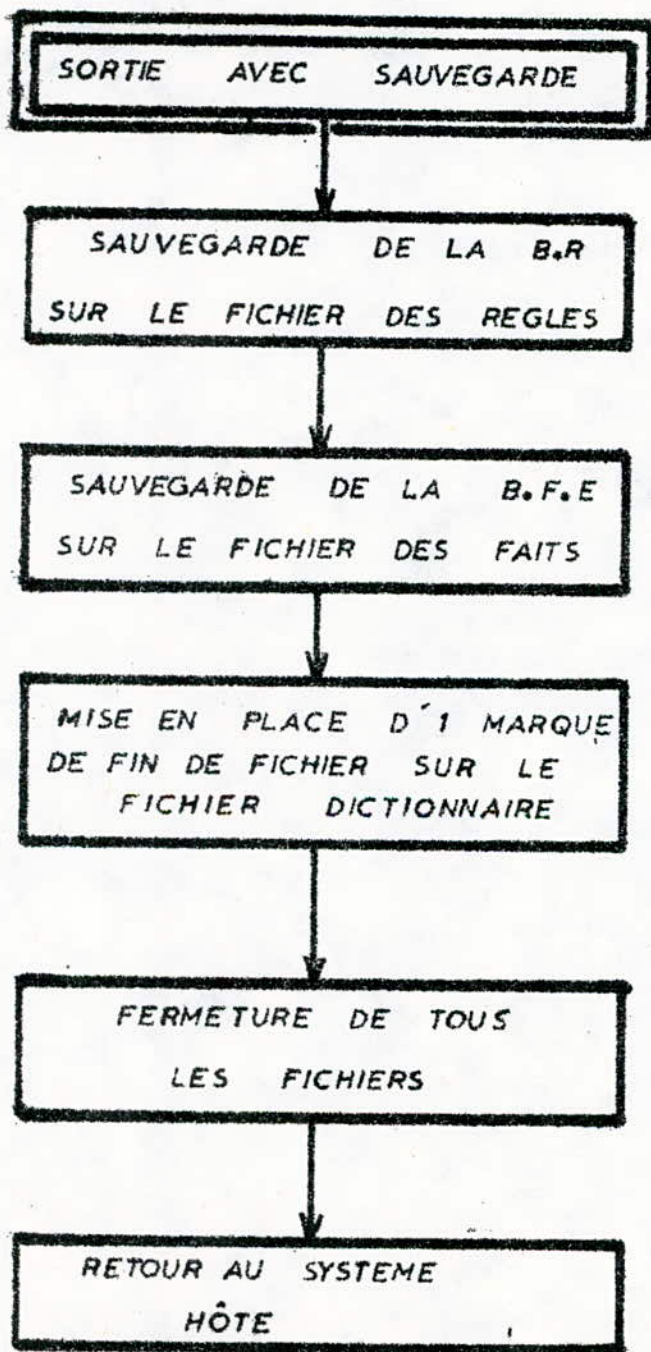 SORTIE AVEC SAUVEGARDE
SAUVEGARDE DE LA B.R
SUR LE FICHIER DES REGLES
SAUVEGARDE DE LA B.F.E
SUR LE FICHIER DES FAITS
MISE EN PLACE D'1 MARQUE
DE FIN DE FICHIER SUR LE
FICHIER DICTIONNAIRE
FERMETURE DE TOUS
LES FICHIERS
RETOUR AU SYSTEME
HÔTE